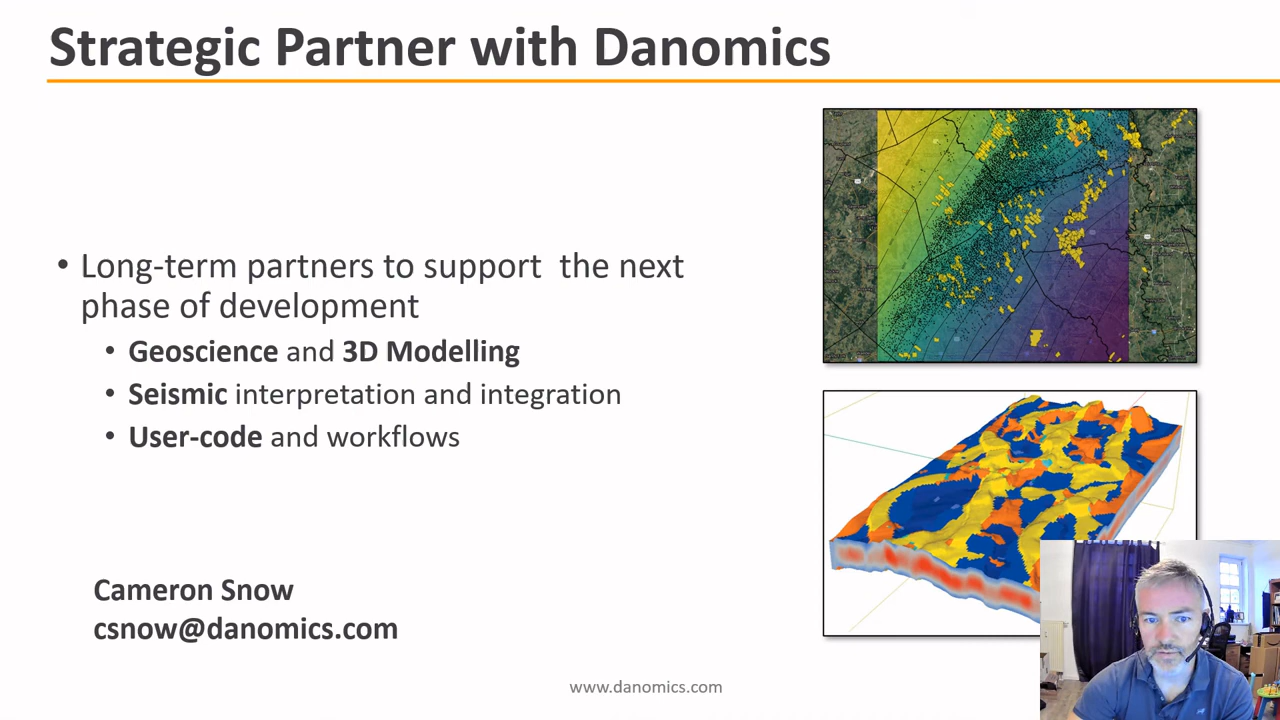 Strategic Partner with Danomics
• Long-term partners to support  the next
phase of development
• Geoscience and 3D Modelling
• Seismic interpretation and integration
• User-code and workflows
Cameron Snow
csnow@danomics.com
www.danomics.com